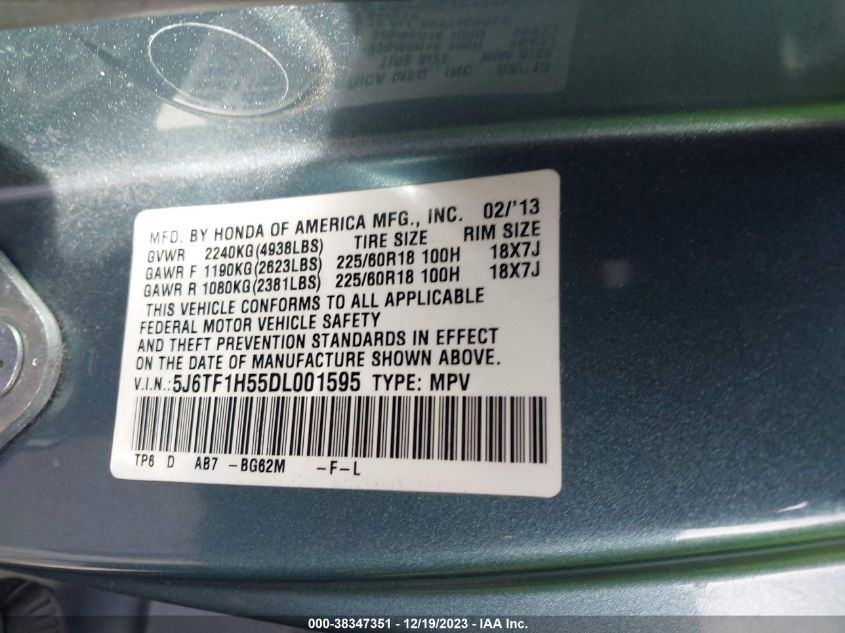 MFD. BY HONDA OF AMERICA MFG., INC. 02/'13
GVWR 2240KG(4938LBS) TIRE SIZE RIM SIZE
GAWR F 1190KG(2623LBS) 225/60R18 100H 18X7J
GAWR R 1080KG(2381LBS) 225/60R18 100H 18X7J
THIS VEHICLE CONFORMS TO ALL APPLICABLE
FEDERAL MOTOR VEHICLE SAFETY
AND THEFT PREVENTION STANDARDS IN EFFECT
ON THE DATE OF MANUFACTURE SHOWN ABOVE.
V.I.N.:5J6TF1H55DL001595 TYPE: MPV
TP6 D AB7 -BG62M -F-L
000-38347351 - 12/19/2023 - IAA Inc.